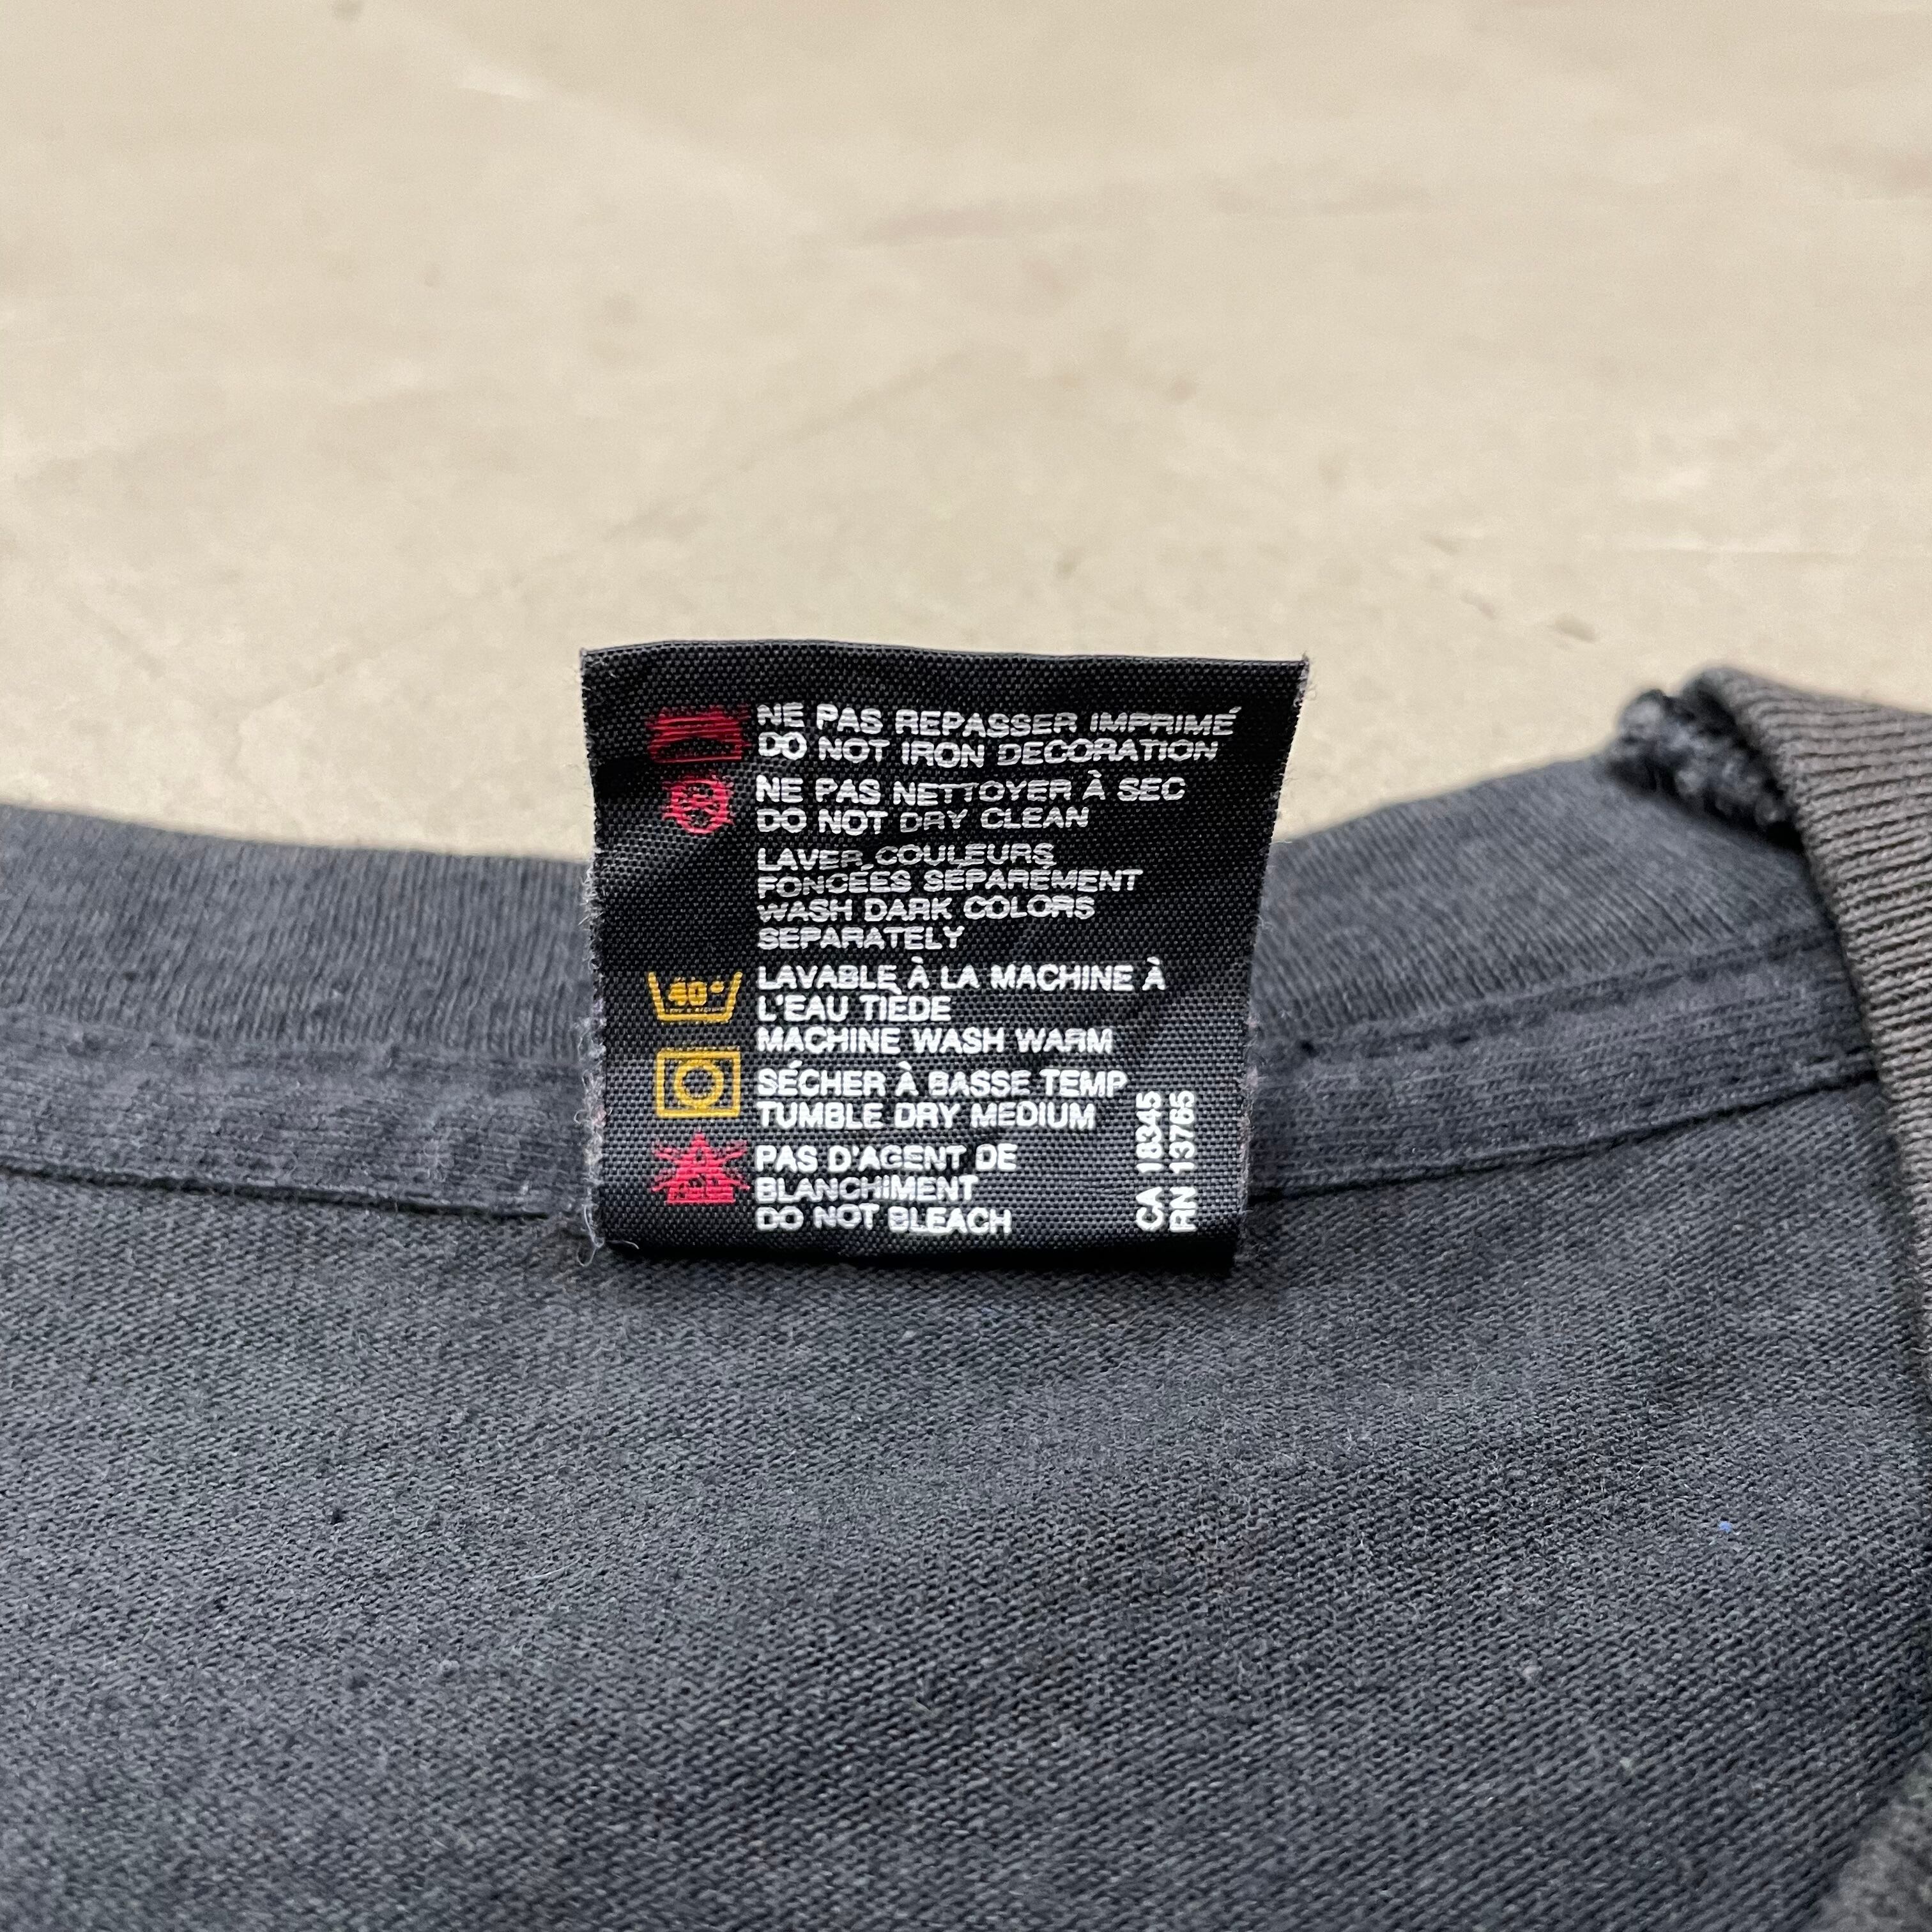 NE PAS REPASSER IMPRIMÉ
DO NOT IRON DECORATION
NE PAS NETTOYER À SEC
DO NOT DRY CLEAN
LAVER COULEURS
FONCÉES SÉPARÉMENT
WASH DARK COLORS
SEPARATELY
40°
LAVABLE À LA MACHINE À
L'EAU TIÈDE
MACHINE WASH WARM
SÉCHER À BASSE TEMP
TUMBLE DRY MEDIUM
PAS D'AGENT DE
BLANCHIMENT
DO NOT BLEACH
CA 18345
RN 13765